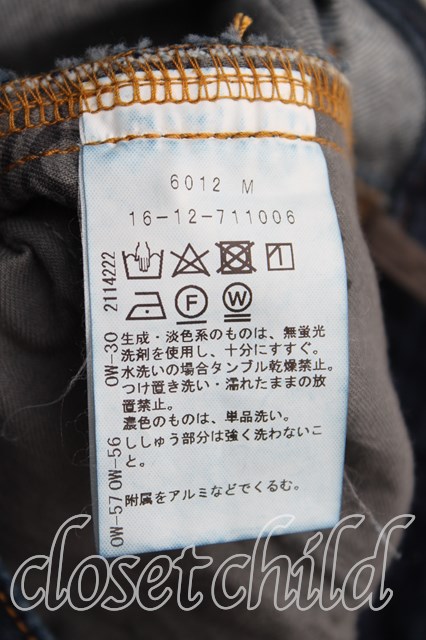 6012 M
16-12-711006
F
W
生成・淡色系のものは、無蛍光
洗剤を使用し、十分にすすぐ。
水洗いの場合タンブル乾燥禁止。
つけ置き洗い・濡れたままの放
置禁止。
濃色のものは、単品洗い。
ししゅう部分は強く洗わないこ
と。
附属をアルミなどでくるむ。
OW-57 OW-56 OW-30 2114222
closetchild